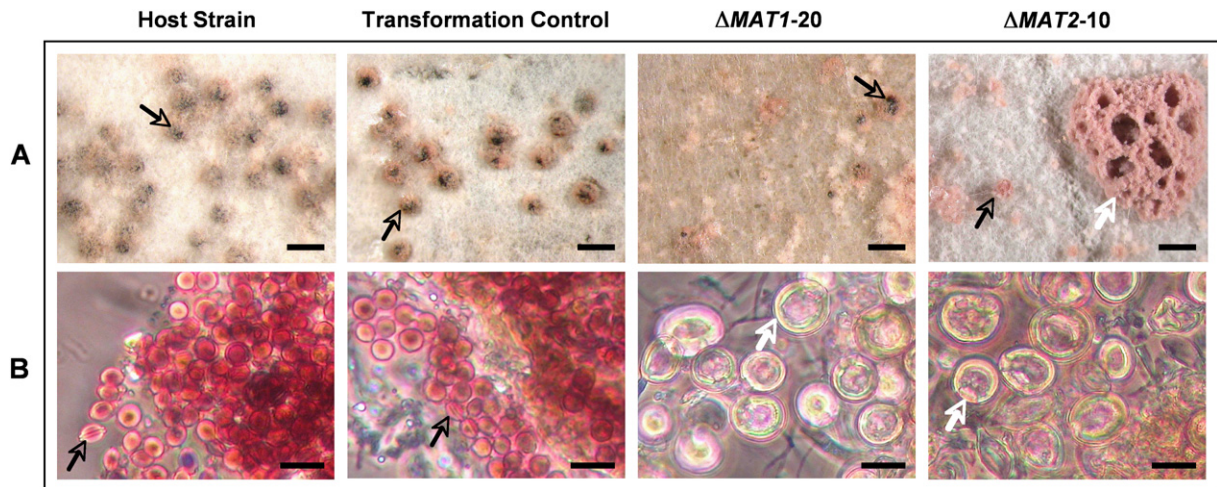 Host Strain Transformation Control ΔMAT1-20 ΔMAT2-10
A
B